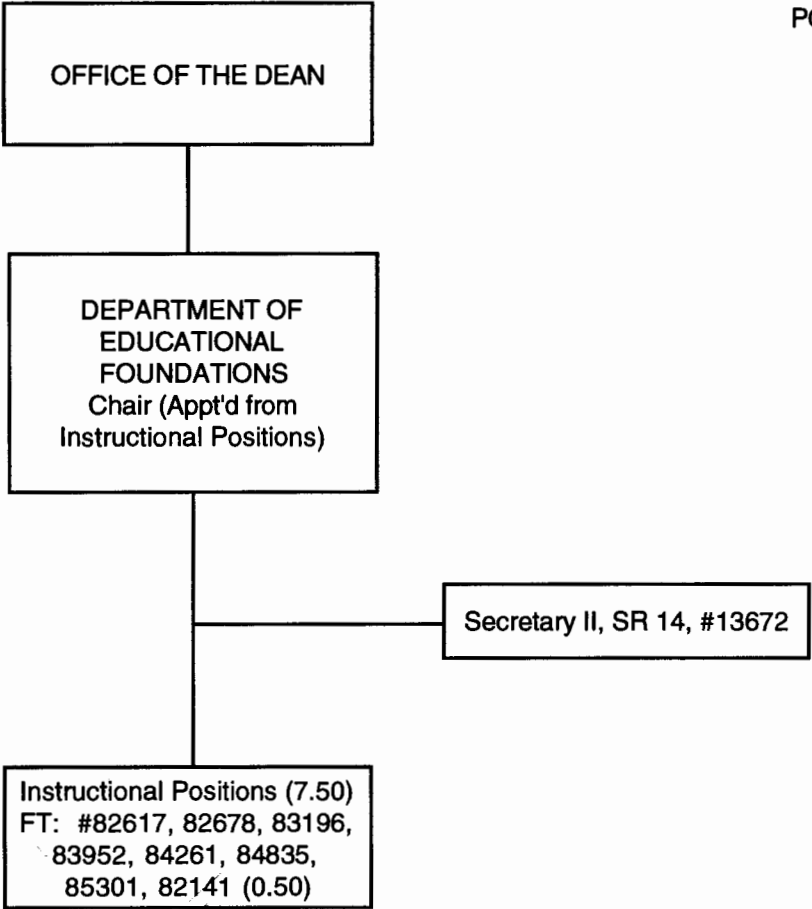 OFFICE OF THE DEAN
DEPARTMENT OF
EDUCATIONAL
FOUNDATIONS
Chair (Appt'd from
Instructional Positions)
Secretary II, SR 14, #13672
Instructional Positions (7.50)
FT: #82617, 82678, 83196,
83952, 84261, 84835,
85301, 82141 (0.50)